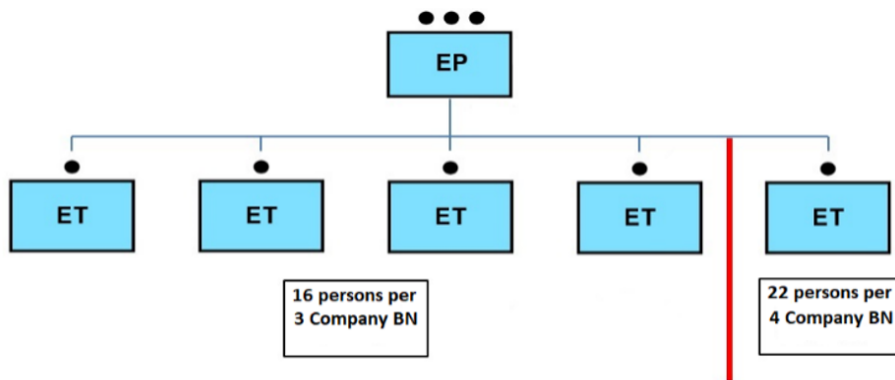 EP
ET
ET
ET
ET
ET
16 persons per
3 Company BN
22 persons per
4 Company BN